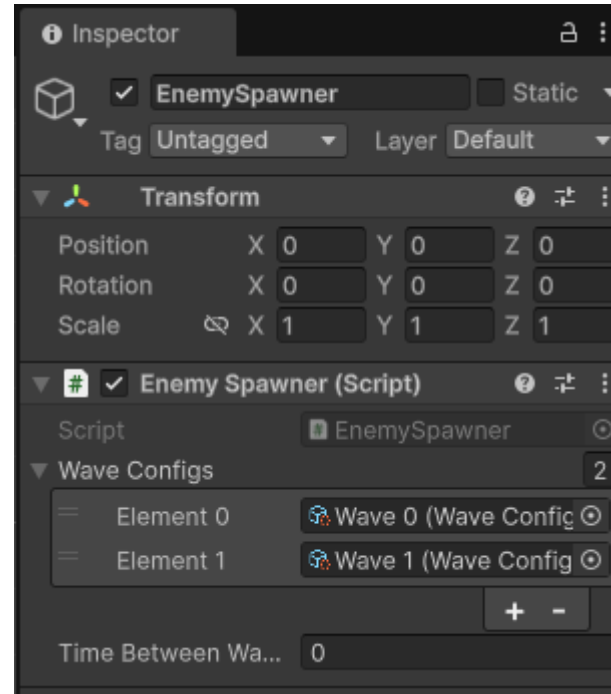 Inspector
EnemySpawner Static
Tag Untagged Layer Default
Transform
Position X 0 Y 0 Z 0
Rotation X 0 Y 0 Z 0
Scale X 1 Y 1 Z 1
# Enemy Spawner (Script)
Script # EnemySpawner
Wave Configs 2
Element 0 Wave 0 (Wave Config
Element 1 Wave 1 (Wave Config
+ -
Time Between Wa... 0